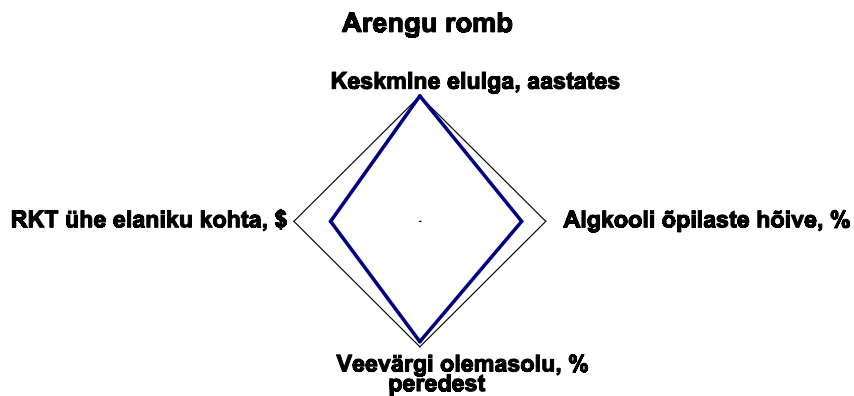 Arengu romb
Keskmine eluiga, aastates
RKT ühe elaniku kohta, $
Algkooli õpilaste hõive, %
Veevärgi olemasolu, %
peredest